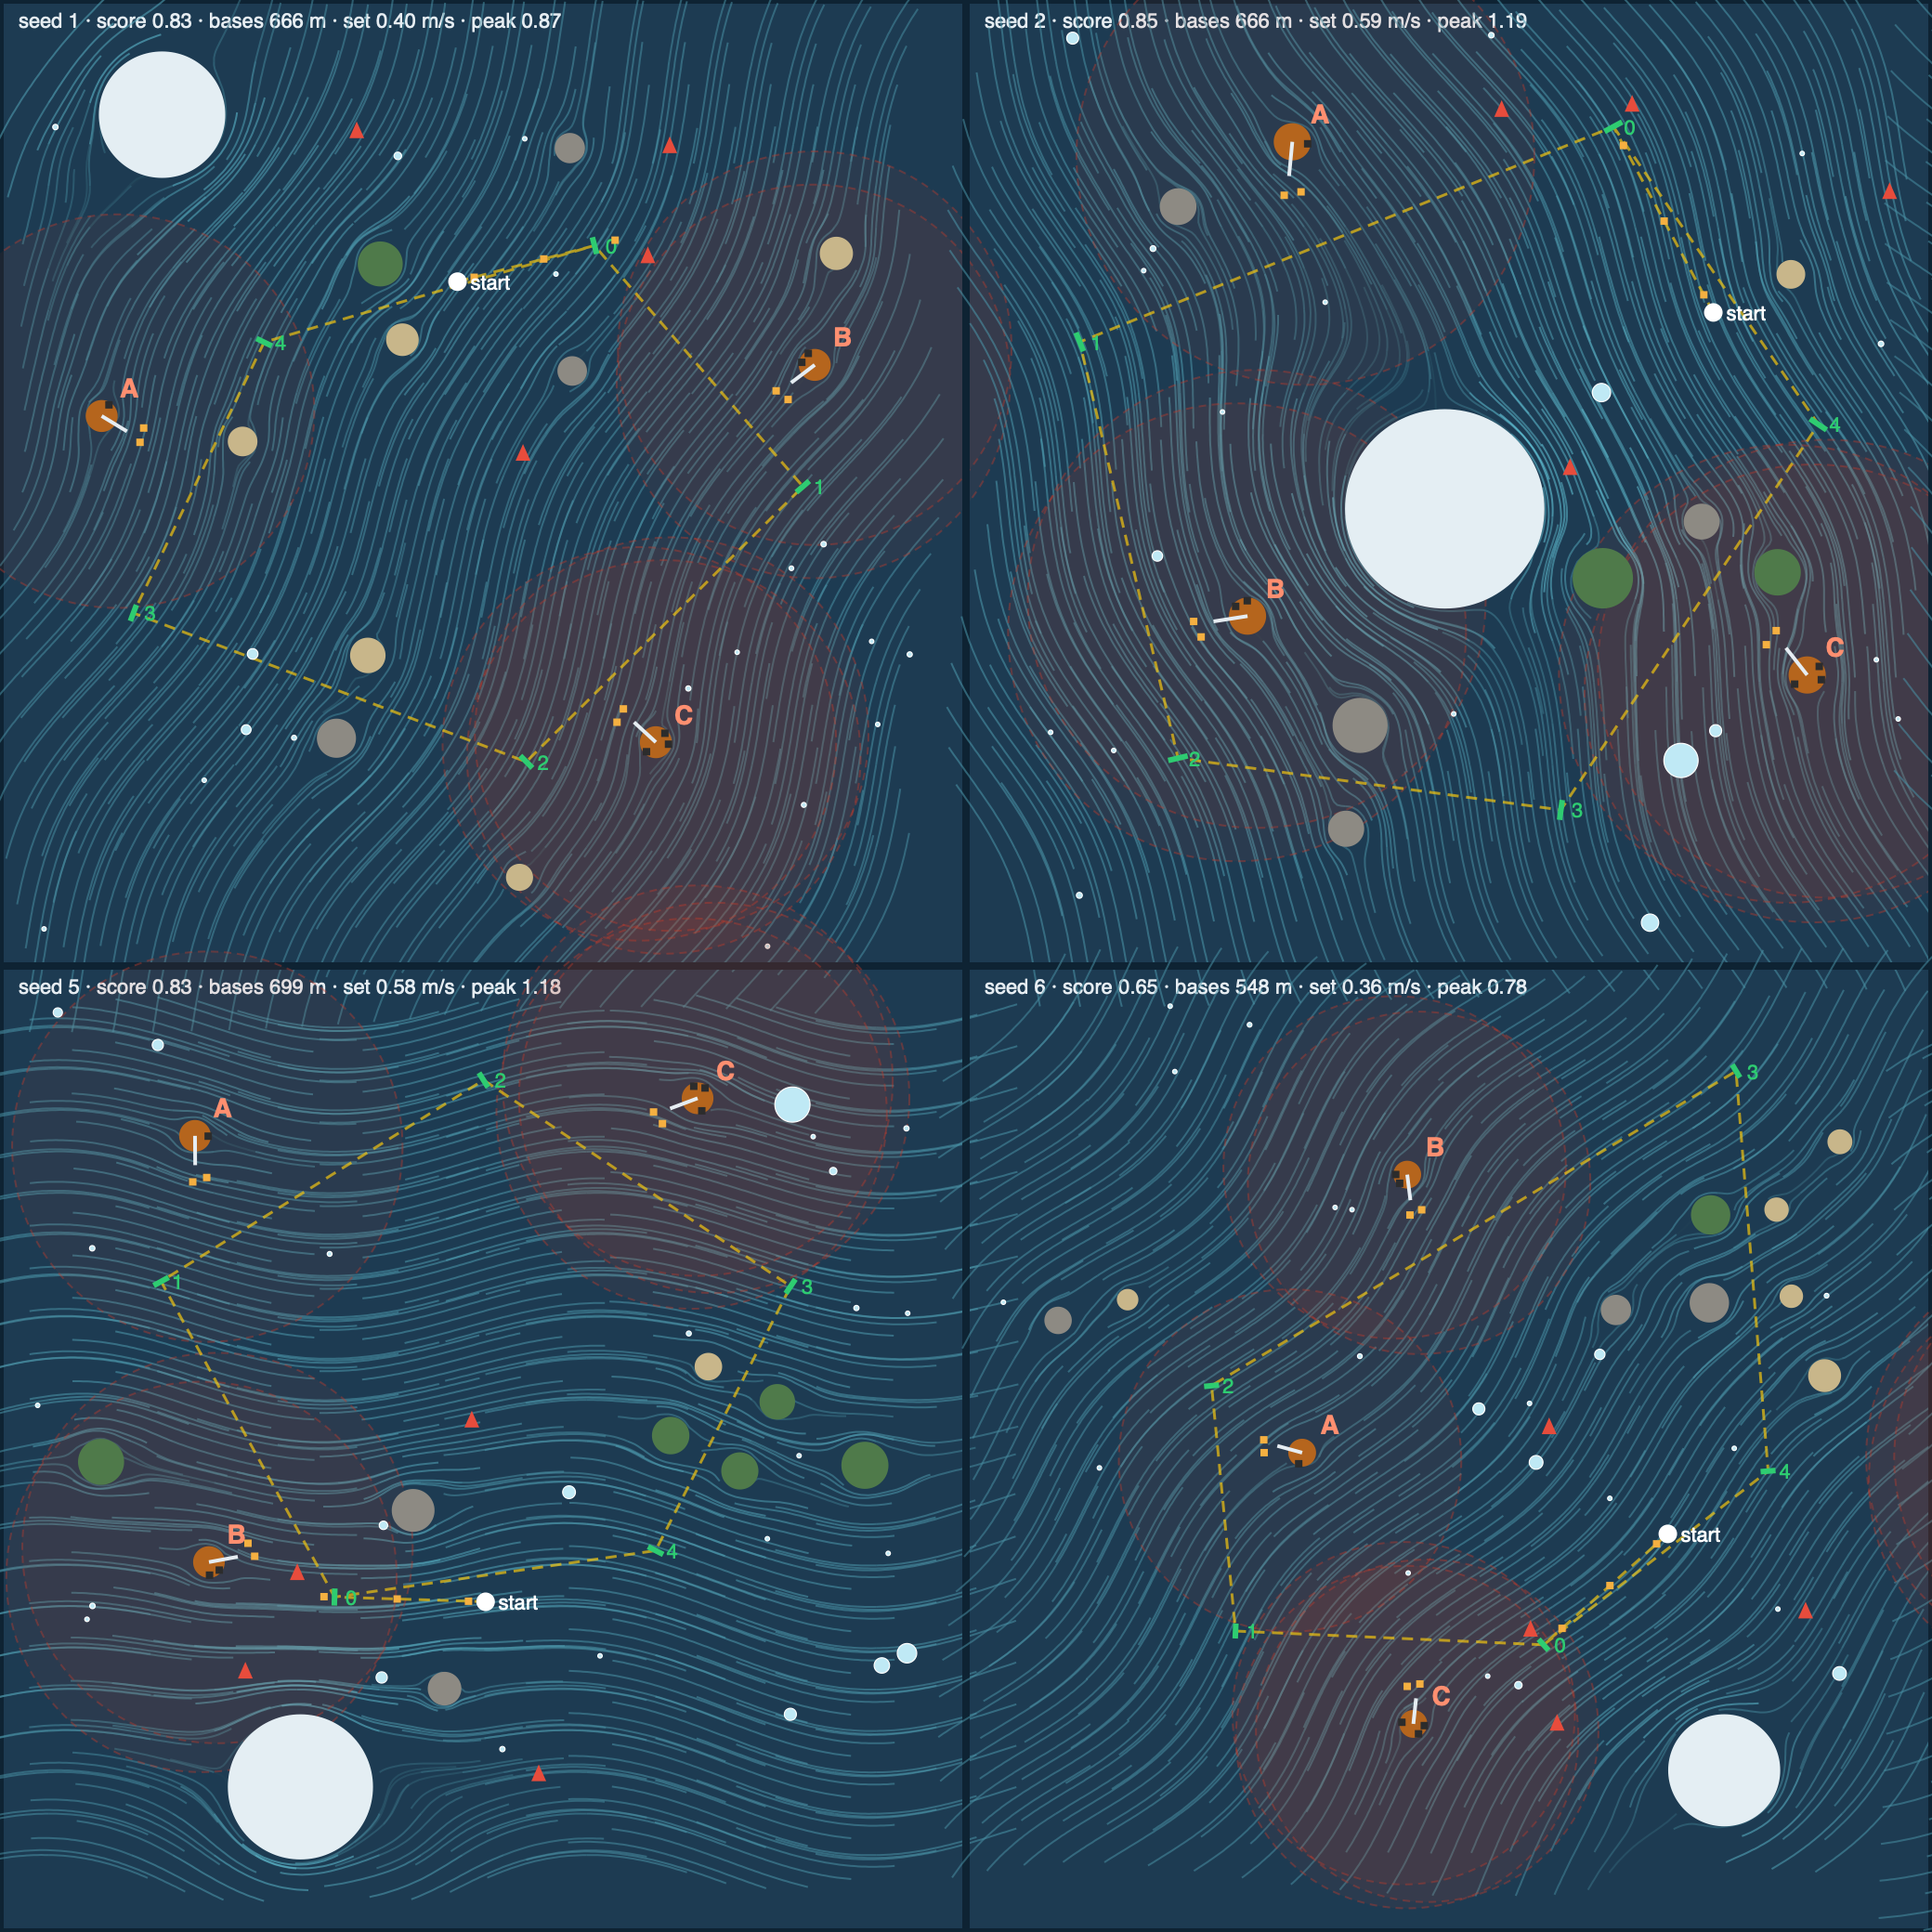 seed 1 · score 0.83 · bases 666 m · set 0.40 m/s · peak 0.87
0
start
B
4
A
1
3
C
2
seed 2 · score 0.85 · bases 666 m · set 0.59 m/s · peak 1.19
A
0
start
1
4
B
C
2
3
seed 5 · score 0.83 · bases 699 m · set 0.58 m/s · peak 1.18
C
2
A
1
3
B
4
0
start
seed 6 · score 0.65 · bases 548 m · set 0.36 m/s · peak 0.78
3
B
2
A
4
start
1
0
C